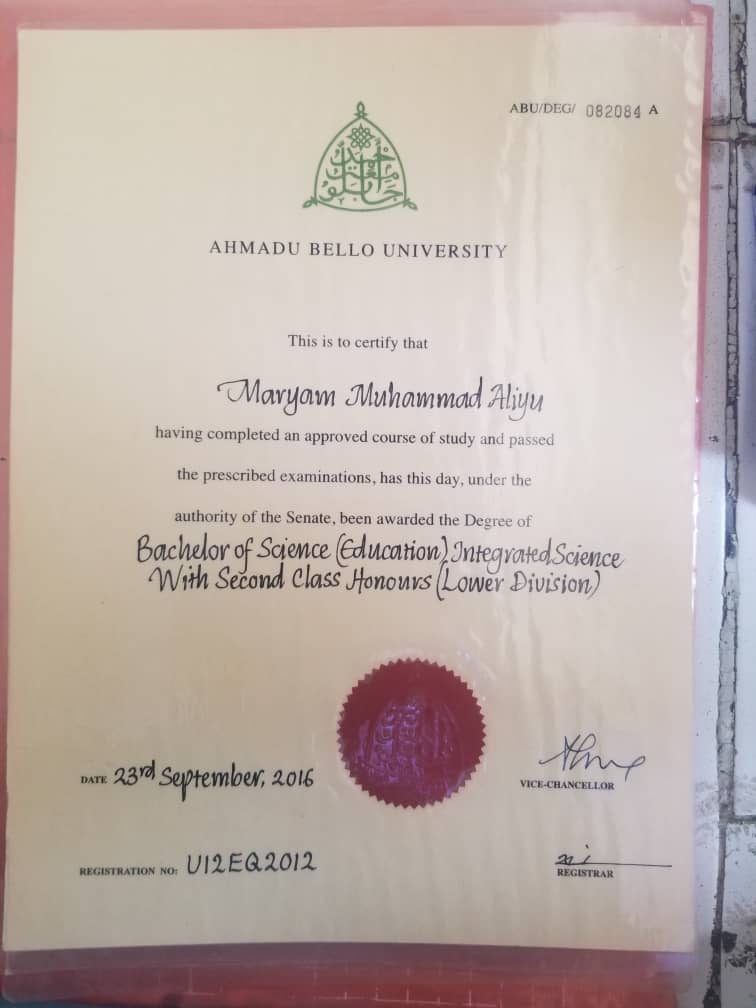 ABU/DEG/ 082084 A
AHMADU BELLO UNIVERSITY
This is to certify that
Maryam Muhammad Aliyu
having completed an approved course of study and passed
the prescribed examinations, has this day, under the
authority of the Senate, been awarded the Degree of
Bachelor of Science (Education) Integrated Science
With Second Class Honours (Lower Division)
DATE 23rd September, 2016
VICE-CHANCELLOR
REGISTRATION NO: U12EQ2012
REGISTRAR